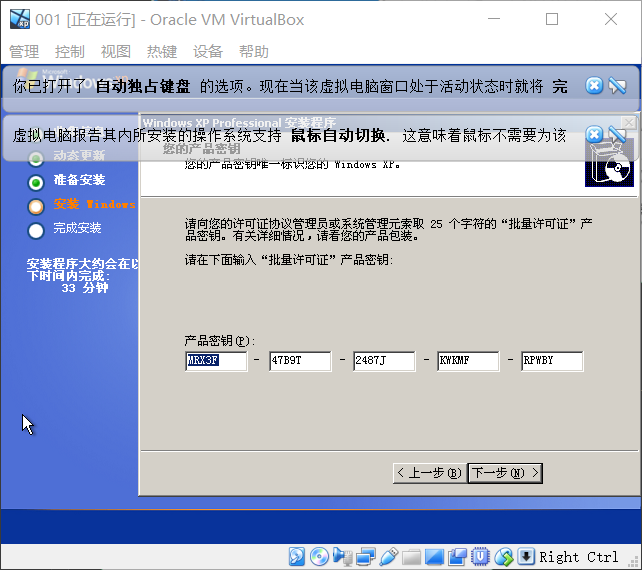 001 [正在运行] - Oracle VM VirtualBox
管理 控制 视图 热键 设备 帮助
你已打开了 自动独占键盘 的选项。现在当该虚拟电脑窗口处于活动状态时就将 完
Windows XP Professional 安装程序
虚拟电脑报告其内所安装的操作系统支持 鼠标自动切换. 这意味着鼠标不需要为该
您的产品密钥
动态更新
您的产品密钥唯一标识您的 Windows XP。
准备安装
安装 Windows
完成安装
安装程序大约会在以
下时间内完成:
33 分钟
请向您的许可证协议管理员或系统管理元索取 25 个字符的“批量许可证”产
品密钥。有关详细情况，请看您的产品包装。
请在下面输入“批量许可证”产品密钥:
产品密钥(P):
MRX3F - 47B9T - 2487J - KWKMF - RPWBY
< 上一步(B) 下一步(N) >
Right Ctrl